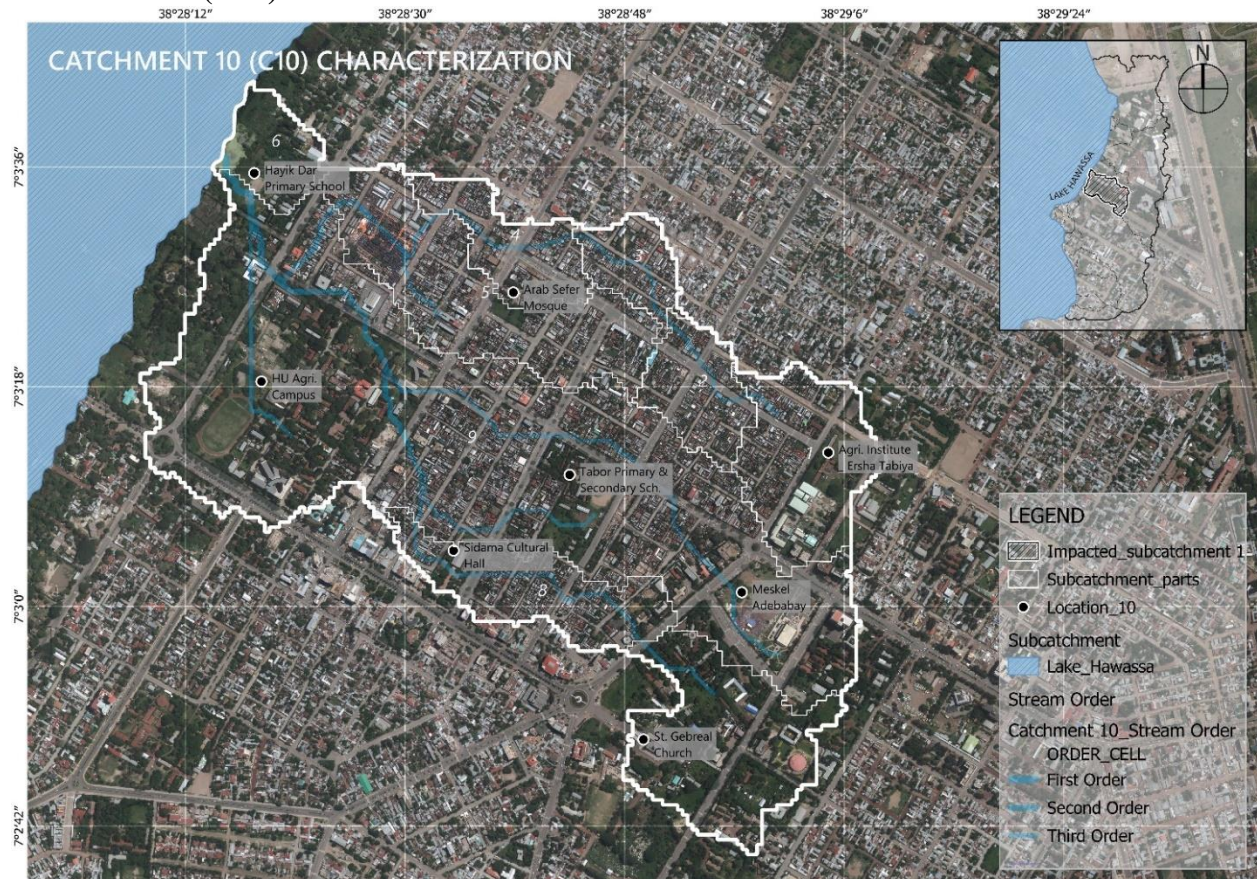 38°28'12"
38°28'30"
38°28'48"
38°29'6"
38°29'24"
CATCHMENT 10 (C10) CHARACTERIZATION
N
LAKE HAWASSA
7°3'36"
7°3'18"
7°3'0"
7°2'42"
6
Hayik Dar
Primary School
4
3
5
Arab Sefer
Mosque
2
HU Agri.
Campus
9
1
Agri. Institute
Ersha Tabiya
Tabor Primary &
Secondary Sch.
Sidama Cultural
Hall
8
Meskel
Adebabay
St. Gebreal
Church
LEGEND
Impacted_subcatchment 1
Subcatchment_parts
Location_10
Subcatchment
Lake_Hawassa
Stream Order
Catchment 10_Stream Order
ORDER_CELL
First Order
Second Order
Third Order